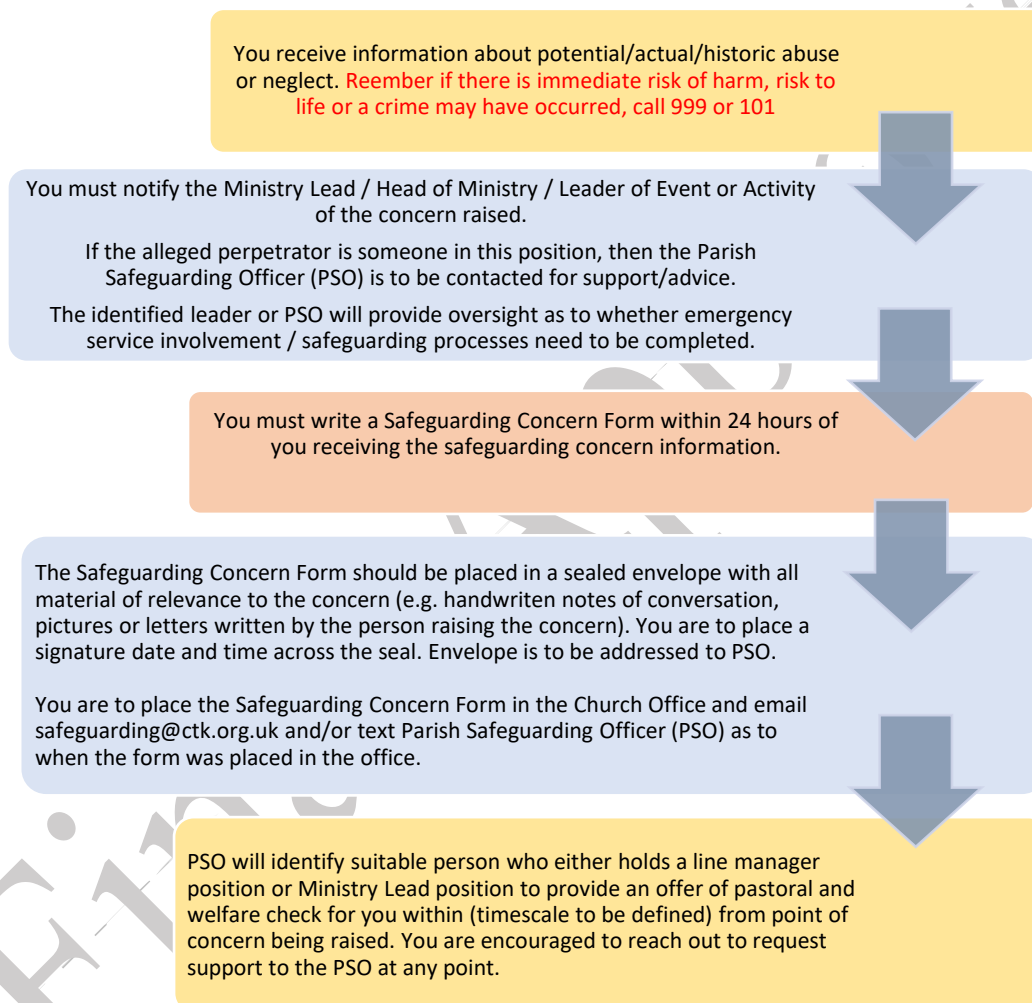 You receive information about potential/actual/historic abuse
or neglect. Reember if there is immediate risk of harm, risk to
life or a crime may have occurred, call 999 or 101
You must notify the Ministry Lead / Head of Ministry / Leader of Event or Activity
of the concern raised.
If the alleged perpetrator is someone in this position, then the Parish
Safeguarding Officer (PSO) is to be contacted for support/advice.
The identified leader or PSO will provide oversight as to whether emergency
service involvement / safeguarding processes need to be completed.
You must write a Safeguarding Concern Form within 24 hours of
you receiving the safeguarding concern information.
The Safeguarding Concern Form should be placed in a sealed envelope with all
material of relevance to the concern (e.g. handwriten notes of conversation,
pictures or letters written by the person raising the concern). You are to place a
signature date and time across the seal. Envelope is to be addressed to PSO.
You are to place the Safeguarding Concern Form in the Church Office and email
safeguarding@ctk.org.uk and/or text Parish Safeguarding Officer (PSO) as to
when the form was placed in the office.
PSO will identify suitable person who either holds a line manager
position or Ministry Lead position to provide an offer of pastoral and
welfare check for you within (timescale to be defined) from point of
concern being raised. You are encouraged to reach out to request
support to the PSO at any point.